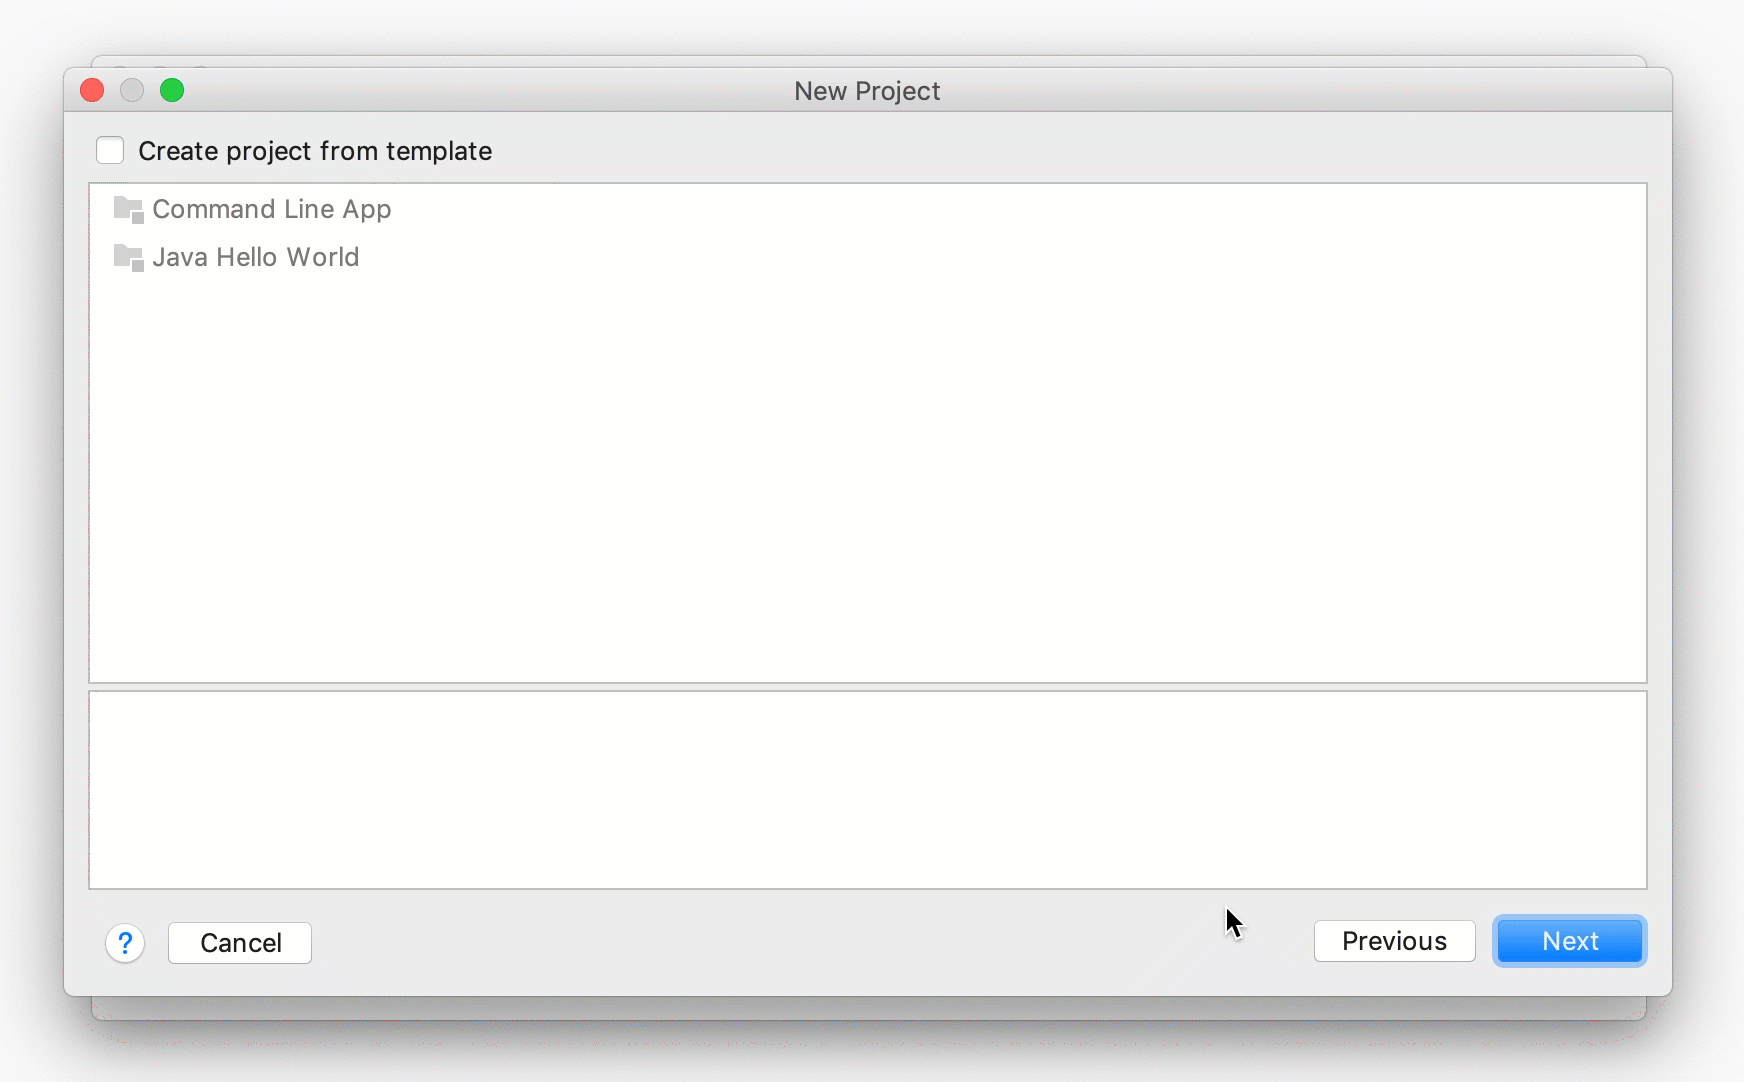 New Project
Create project from template
Command Line App
Java Hello World
? Cancel Previous Next